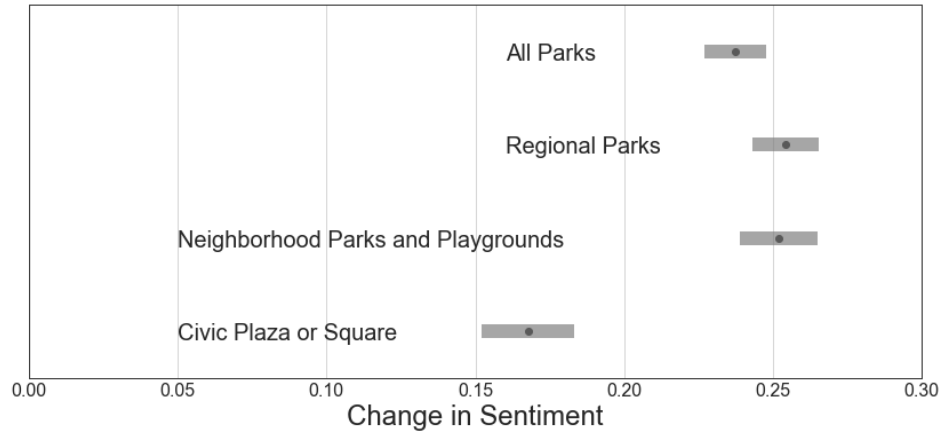 All Parks
Regional Parks
Neighborhood Parks and Playgrounds
Civic Plaza or Square
0.00 0.05 0.10 0.15 0.20 0.25 0.30
Change in Sentiment